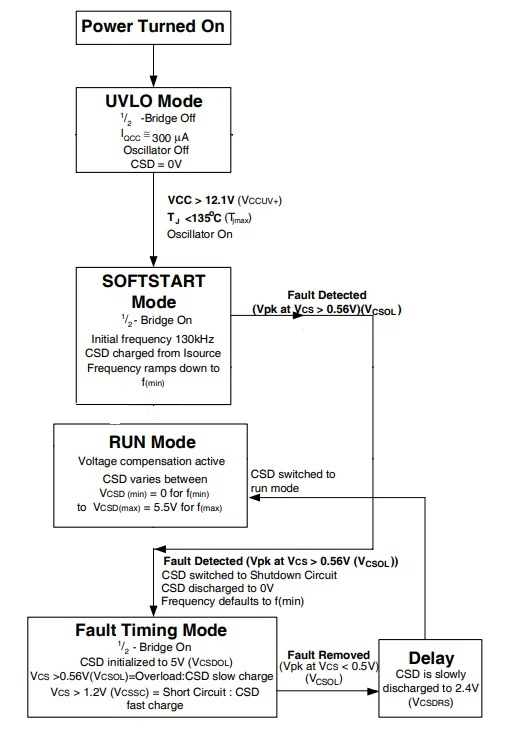 Power Turned On
UVLO Mode
1/2 -Bridge Off
IQCC ≅ 300 µA
Oscillator Off
CSD = 0V
VCC > 12.1V (VCCUV+)
TJ <135°C (Tjmax)
Oscillator On
SOFTSTART
Mode
1/2 - Bridge On
Initial frequency 130kHz
CSD charged from Isource
Frequency ramps down to
f(min)
Fault Detected
(Vpk at VCS > 0.56V)(VCSOL)
RUN Mode
Voltage compensation active
CSD varies between
VCSD (min) = 0 for f(min)
to VCSD(max) = 5.5V for f(max)
CSD switched to
run mode
Fault Detected (Vpk at VCS > 0.56V (VCSOL))
CSD switched to Shutdown Circuit
CSD discharged to 0V
Frequency defaults to f(min)
Fault Timing Mode
1/2 - Bridge On
CSD initialized to 5V (VCSDOL)
VCS >0.56V(VCSOL)=Overload:CSD slow charge
VCS > 1.2V (VCSSC) = Short Circuit : CSD
fast charge
Fault Removed
(Vpk at VCS < 0.5V)
(VCSOL)
Delay
CSD is slowly
discharged to 2.4V
(VCSDRS)